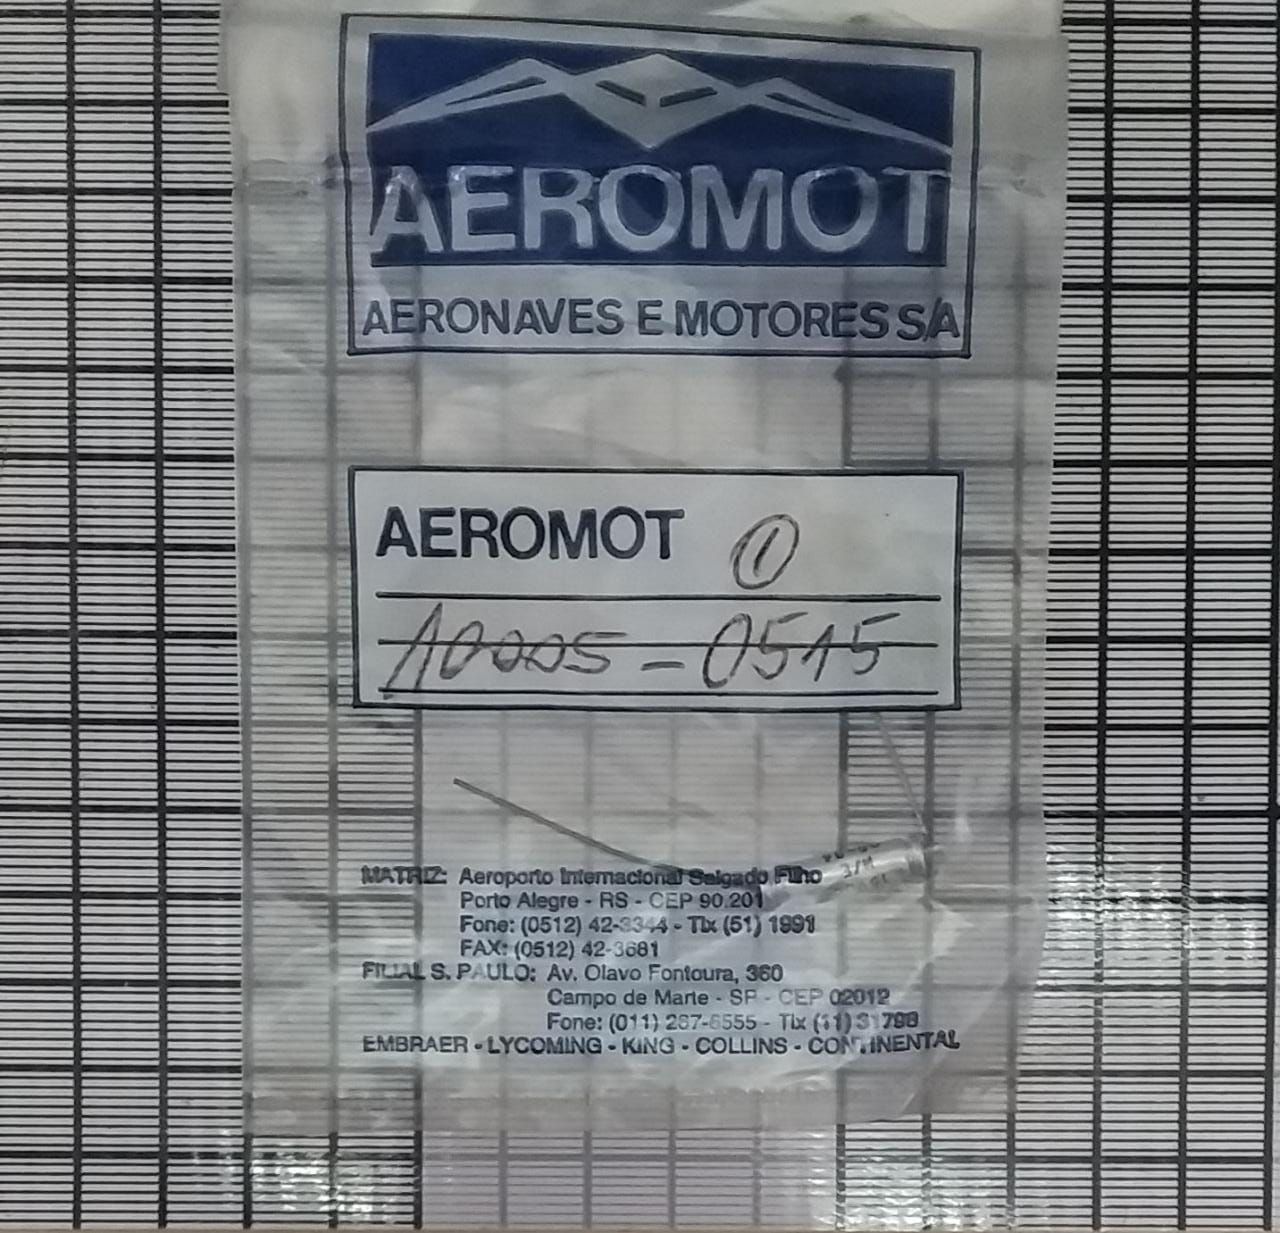 AEROMOT
AERONAVES E MOTORES S/A
AEROMOT 1
10005-0515
MATRIZ: Aeroporto Internacional Salgado Filho
Porto Alegre - RS - CEP 90.201
Fone: (0512) 42-3344 - Tlx (51) 1991
FAX: (0512) 42-3681
FILIAL S. PAULO: Av. Olavo Fontoura, 360
Campo de Marte - SP - CEP 02012
Fone: (011) 267-6555 - Tlx (11) 31798
EMBRAER - LYCOMING - KING - COLLINS - CONTINENTAL